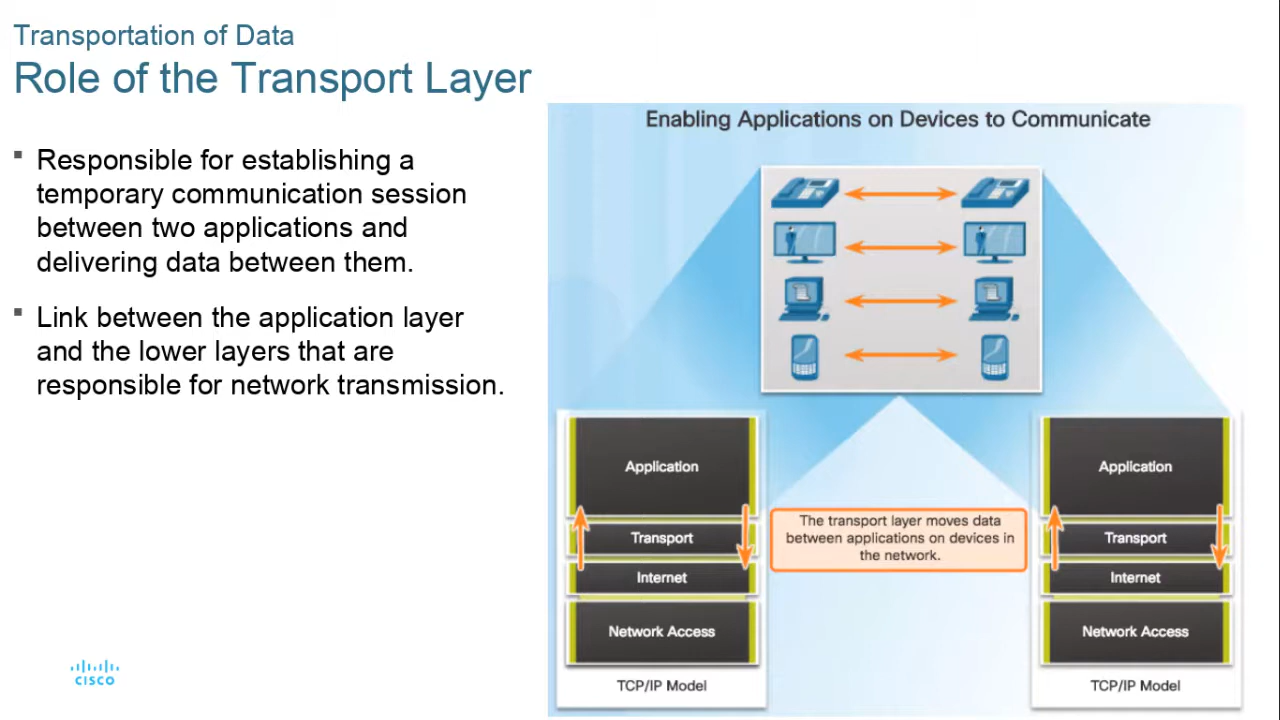 Transportation of Data
Role of the Transport Layer
Responsible for establishing a
temporary communication session
between two applications and
delivering data between them.
Link between the application layer
and the lower layers that are
responsible for network transmission.
Enabling Applications on Devices to Communicate
Application
Transport
Internet
Network Access
TCP/IP Model
The transport layer moves data
between applications on devices in
the network.
Application
Transport
Internet
Network Access
TCP/IP Model
CISCO